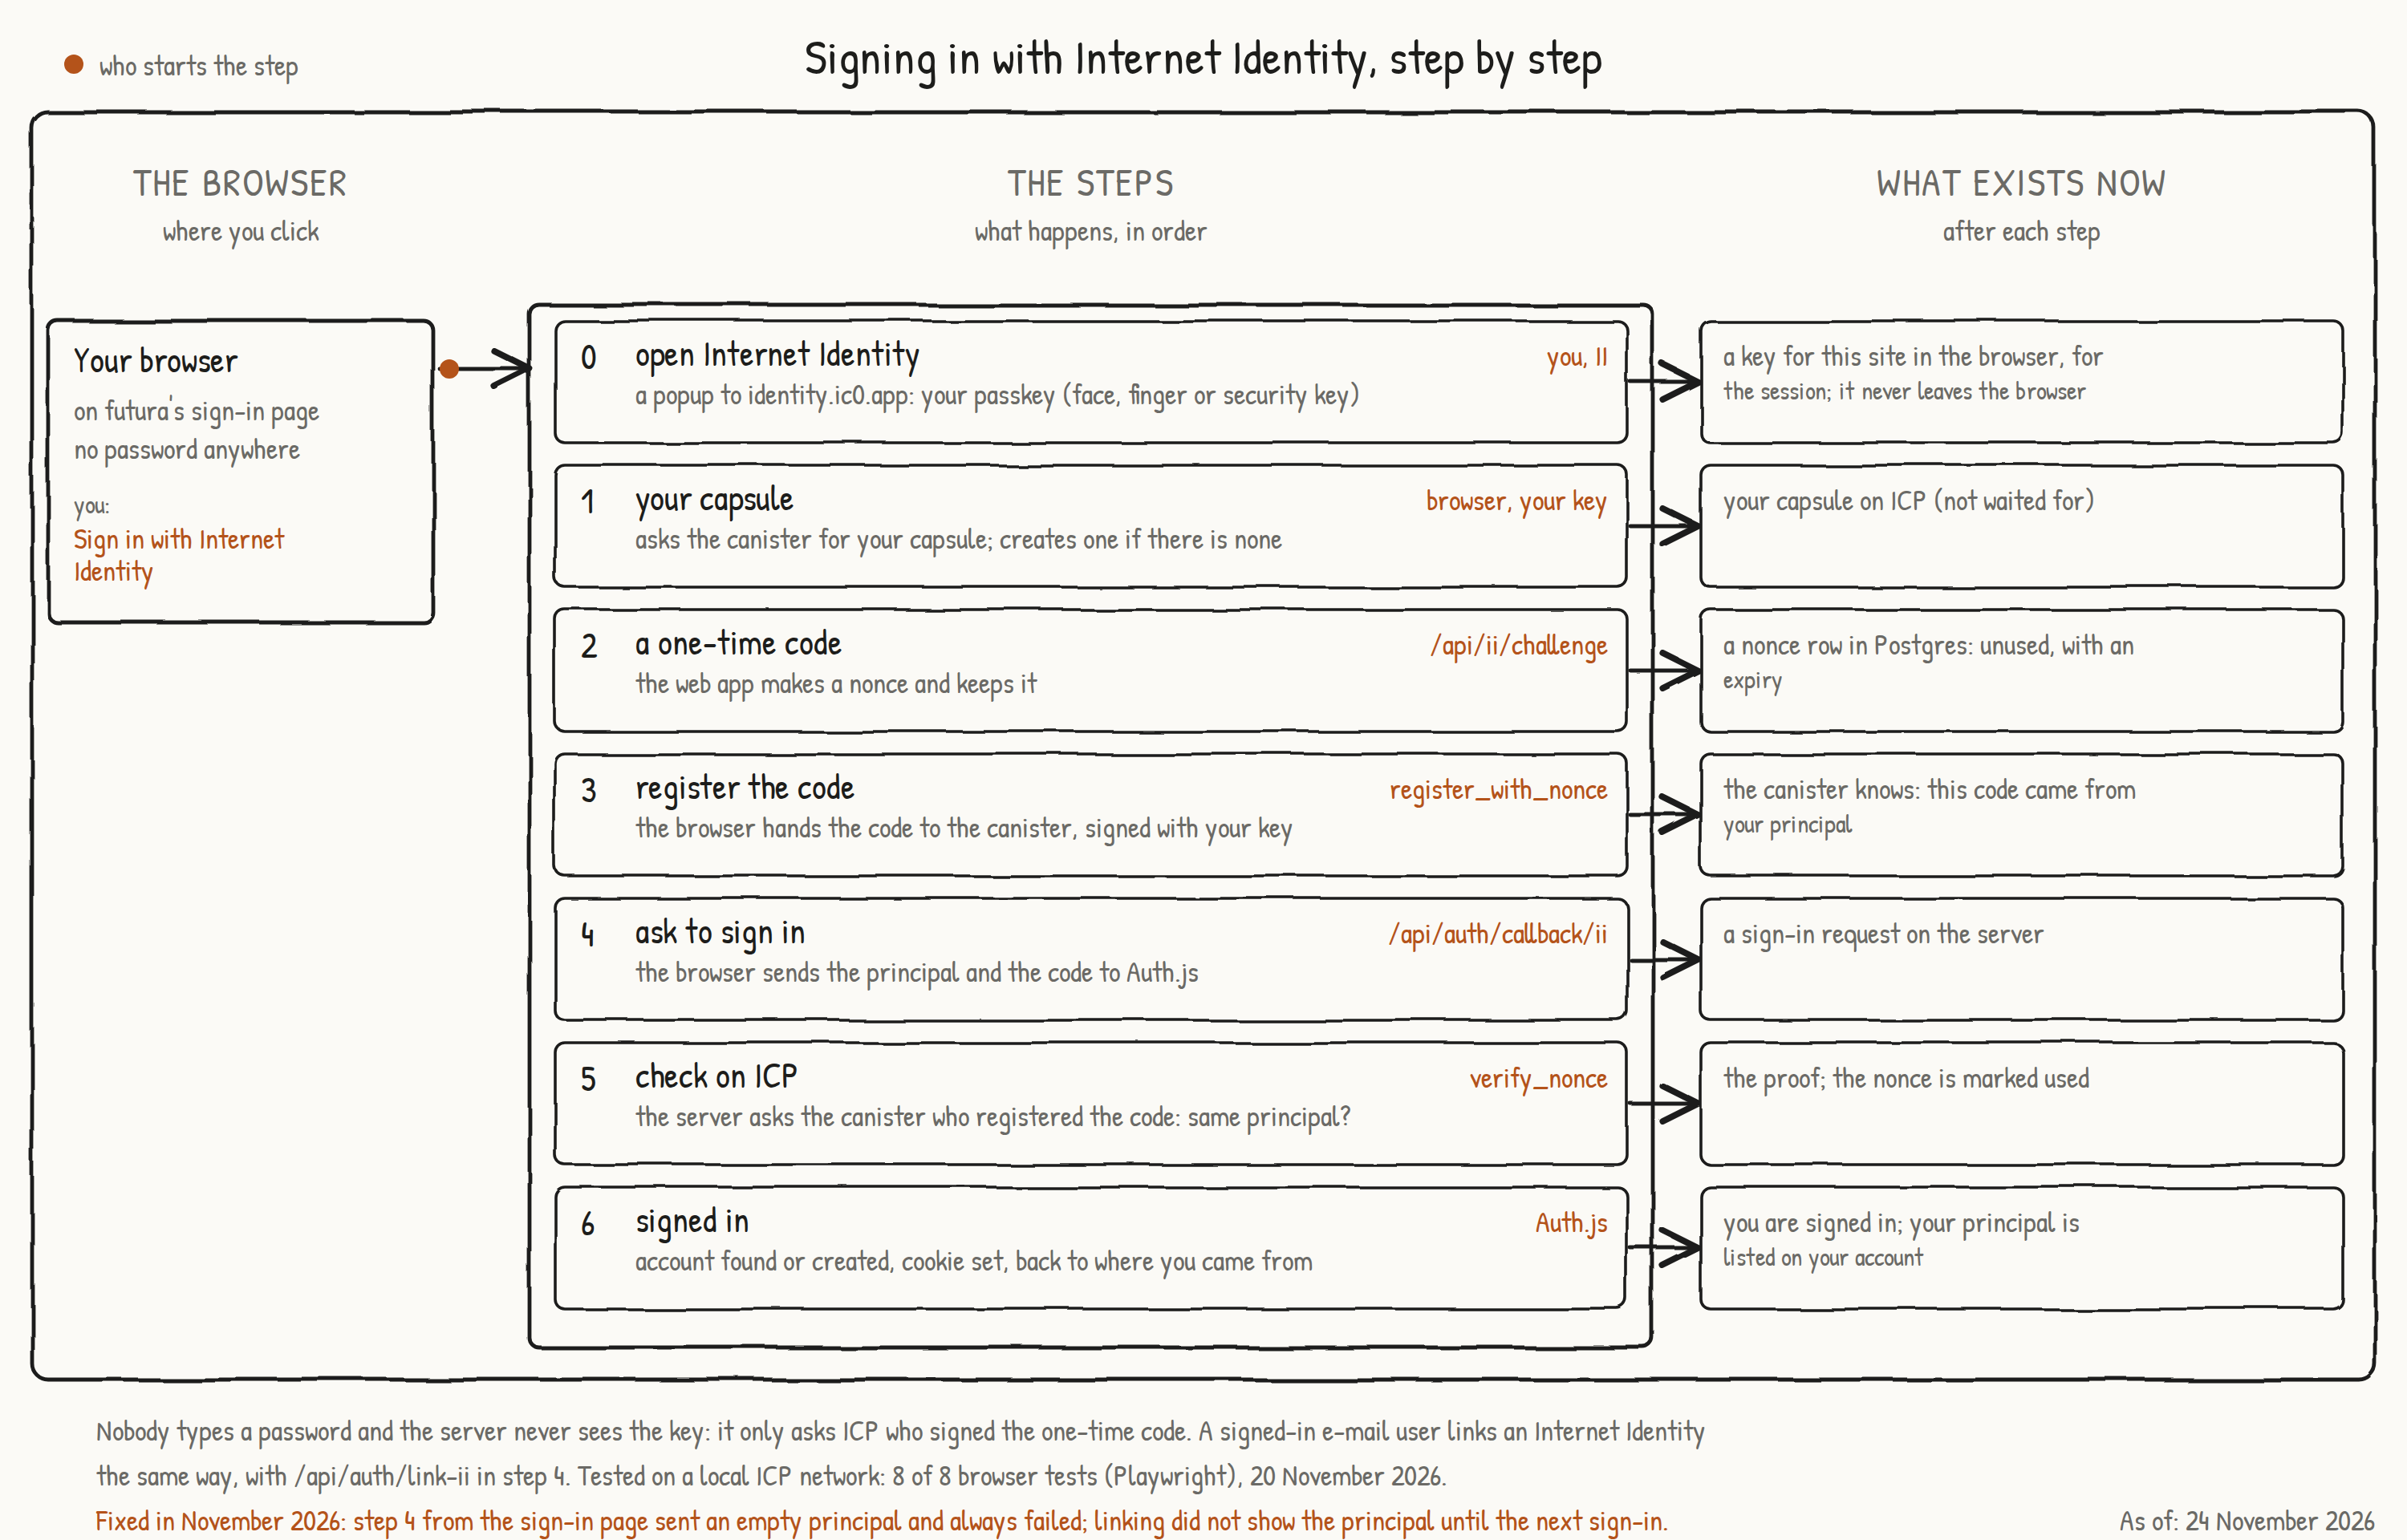 who starts the step
Signing in with Internet Identity, step by step
THE BROWSER
where you click
THE STEPS
what happens, in order
WHAT EXISTS NOW
after each step
Your browser
on futura's sign-in page
no password anywhere
you:
Sign in with Internet
Identity
0 open Internet Identity you, II
a popup to identity.ic0.app: your passkey (face, finger or security key)
a key for this site in the browser, for
the session; it never leaves the browser
1 your capsule browser, your key
asks the canister for your capsule; creates one if there is none
your capsule on ICP (not waited for)
2 a one-time code /api/ii/challenge
the web app makes a nonce and keeps it
a nonce row in Postgres: unused, with an
expiry
3 register the code register_with_nonce
the browser hands the code to the canister, signed with your key
the canister knows: this code came from
your principal
4 ask to sign in /api/auth/callback/ii
the browser sends the principal and the code to Auth.js
a sign-in request on the server
5 check on ICP verify_nonce
the server asks the canister who registered the code: same principal?
the proof; the nonce is marked used
6 signed in Auth.js
account found or created, cookie set, back to where you came from
you are signed in; your principal is
listed on your account
Nobody types a password and the server never sees the key: it only asks ICP who signed the one-time code. A signed-in e-mail user links an Internet Identity
the same way, with /api/auth/link-ii in step 4. Tested on a local ICP network: 8 of 8 browser tests (Playwright), 20 November 2026.
Fixed in November 2026: step 4 from the sign-in page sent an empty principal and always failed; linking did not show the principal until the next sign-in.
As of: 24 November 2026